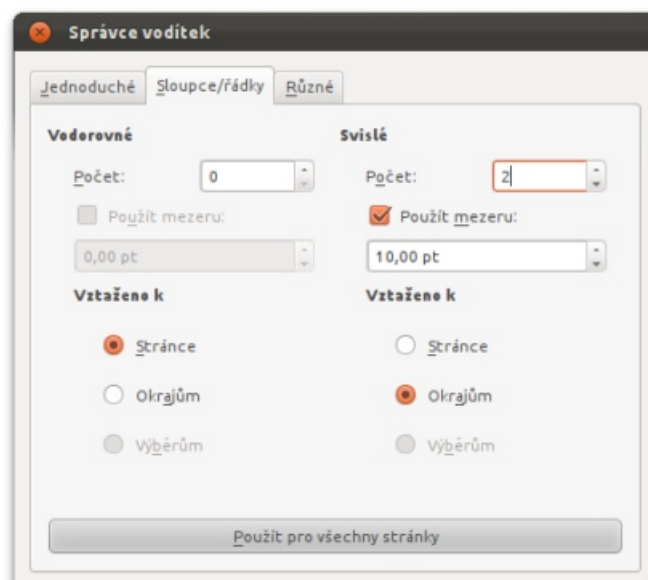 Správce vodítek
Jednoduché Sloupce/řádky Různé
Vodorovné Svislé
Počet: 0 Počet: 2
Použít mezeru: Použít mezeru:
0,00 pt 10,00 pt
Vztaženo k Vztaženo k
Stránce Stránce
Okrajům Okrajům
Výběrům Výběrům
Použít pro všechny stránky